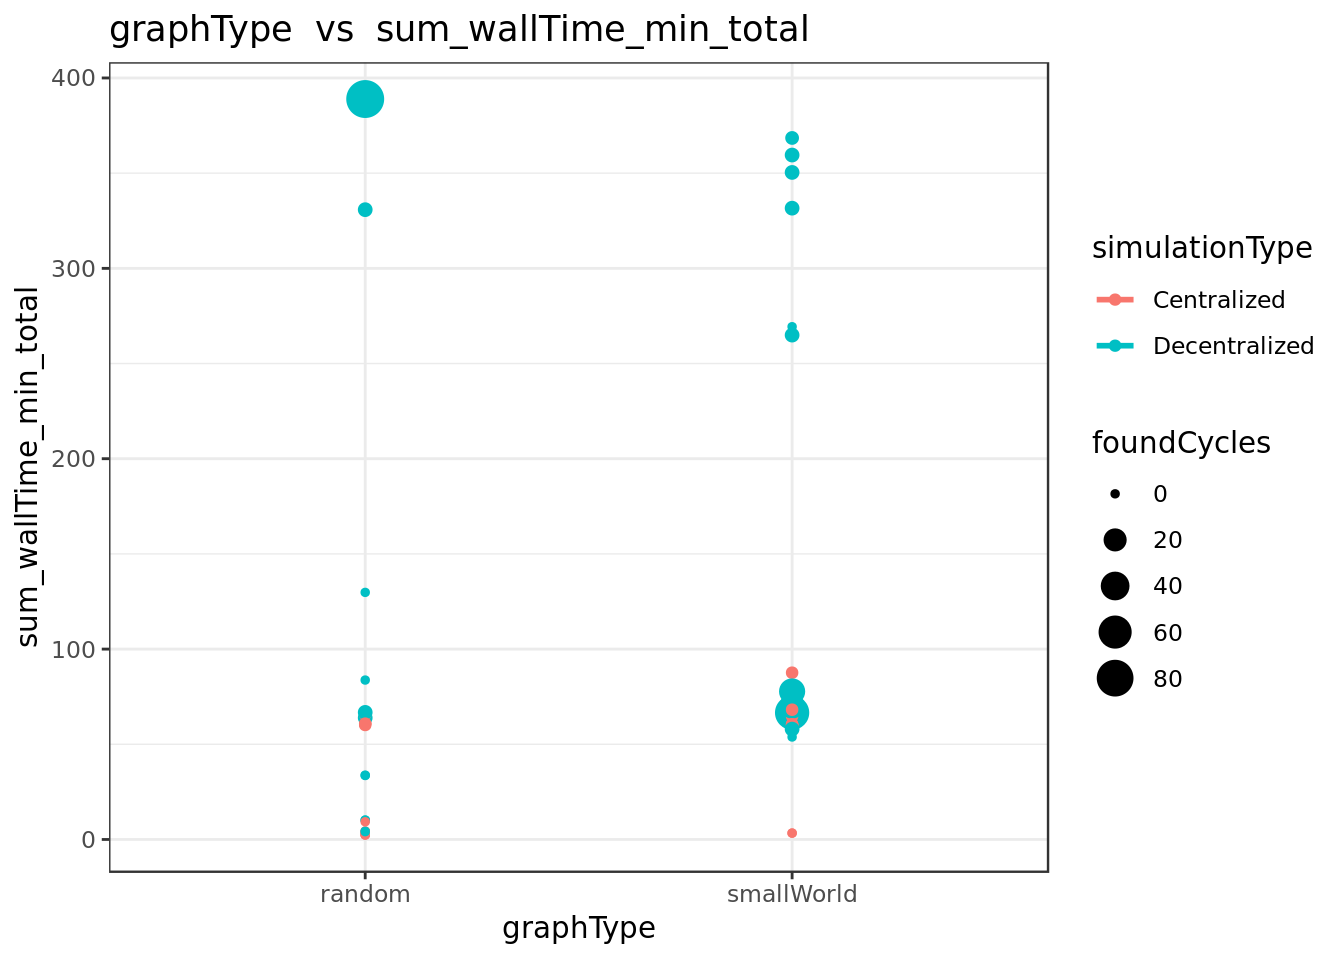 graphType  vs  sum_wallTime_min_total
sum_wallTime_min_total
400
300
200
100
0
random
smallWorld
graphType
simulationType
Centralized
Decentralized
foundCycles
0
20
40
60
80